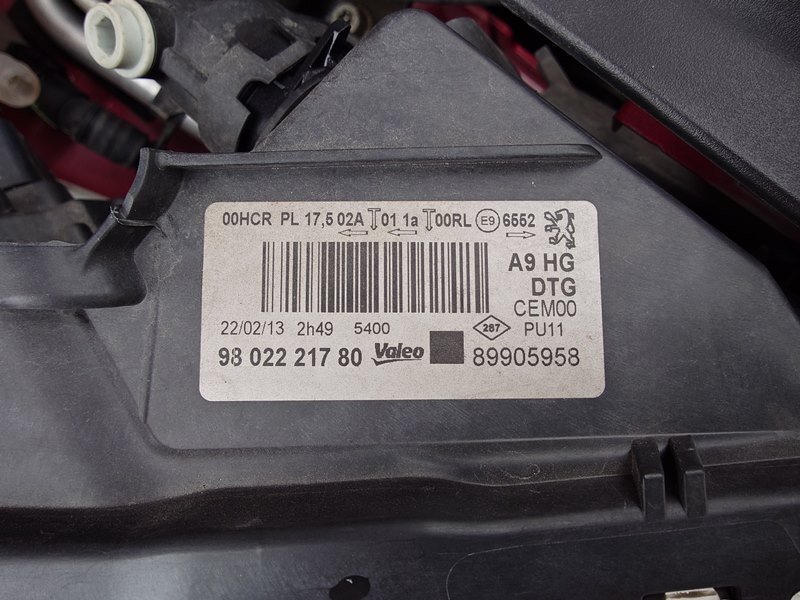 00HCR PL 17,5 02A 01 1a 00RL E9 6552
A9 HG
DTG
CEM00
22/02/13 2h49 5400 287 PU11
98 022 217 80 Valeo 89905958